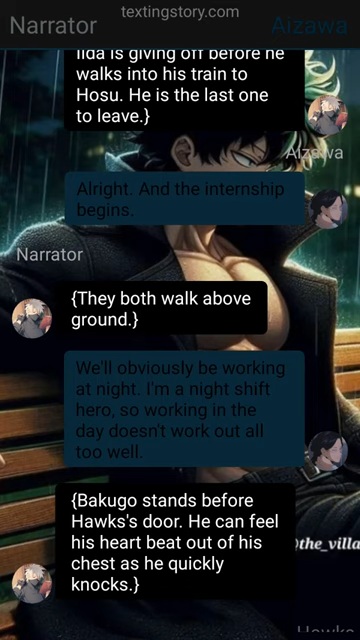 textingstory.com
Narrator
Aizawa
Iida is giving off before he
walks into his train to
Hosu. He is the last one
to leave.}
Aizawa
Alright. And the internship
begins.
Narrator
{They both walk above
ground.}
We'll obviously be working
at night. I'm a night shift
hero, so working in the
day doesn't work out all
too well.
{Bakugo stands before
Hawks's door. He can feel
his heart beat out of his
chest as he quickly
knocks.}
@the_villa
Hawks